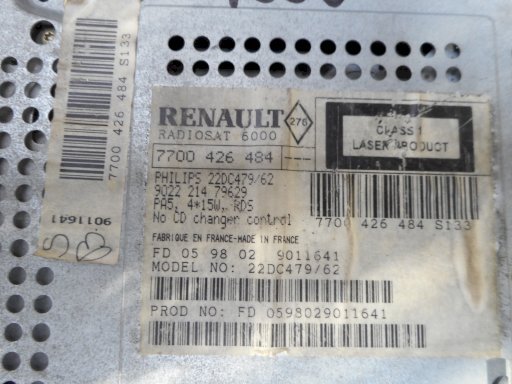 RENAULT 276
RADIOSAT 6000
7700 426 484 ---
CLASS 1
LASER PRODUCT
PHILIPS 22DC479/62
9022 214 79629
PA5, 4*15W, RDS
No CD changer control
7700 426 484 S133
FABRIQUE EN FRANCE-MADE IN FRANCE
FD 05 98 02 9011641
MODEL NO: 22DC479/62
PROD NO: FD 0598029011641
7700 426 484 S133
9011641